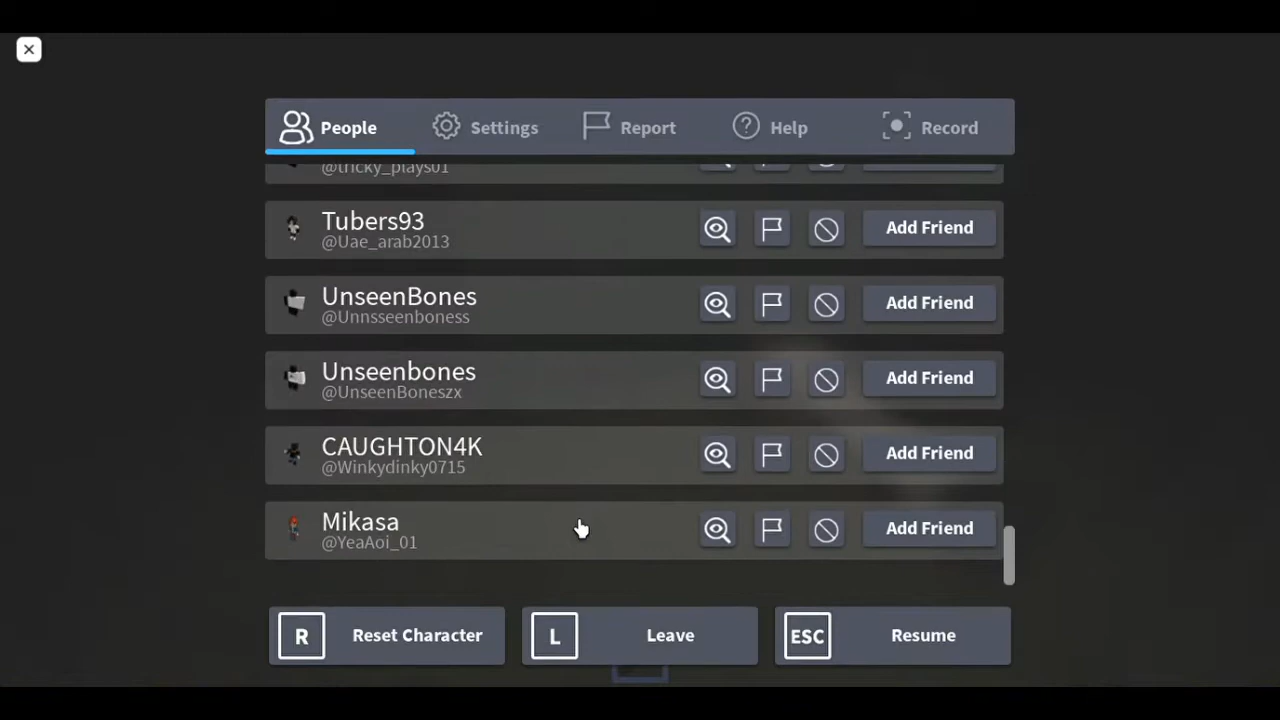 People
Settings
Report
Help
Record
@tricky_plays01
Tubers93
@Uae_arab2013
Add Friend
UnseenBones
@Unnsseenboness
Add Friend
Unseenbones
@UnseenBoneszx
Add Friend
CAUGHTON4K
@Winkydinky0715
Add Friend
Mikasa
@YeaAoi_01
Add Friend
R Reset Character
L Leave
ESC Resume